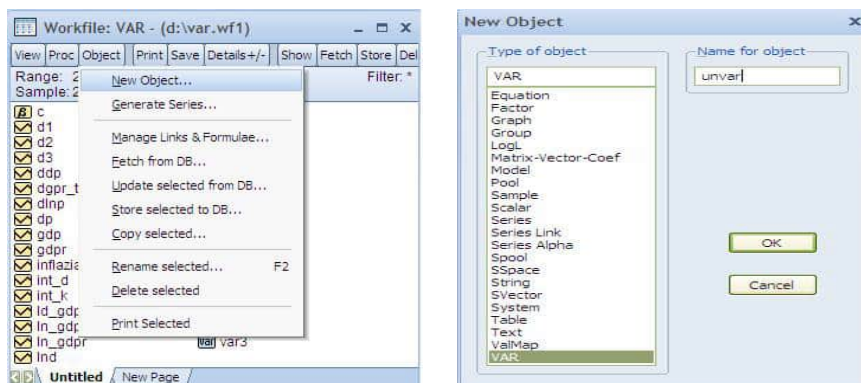 Workfile: VAR - (d:\var.wf1)
View Proc Object Print Save Details+/- Show Fetch Store Del
Range: 2
Filter: *
Sample: 2
New Object...
Generate Series...
Manage Links & Formulae...
Fetch from DB...
Update selected from DB...
Store selected to DB...
Copy selected...
Rename selected... F2
Delete selected
Print Selected
c
d1
d2
d3
ddp
dgpr_t
dlnp
dp
gdp
gdpr
inflazia
int_d
int_k
ld_gdp
ln_gdp
ln_gdpr
var3
lnd
Untitled New Page
New Object
Type of object
VAR
Equation
Factor
Graph
Group
LogL
Matrix-Vector-Coef
Model
Pool
Sample
Scalar
Series
Series Link
Series Alpha
Spool
SSpace
String
SVector
System
Table
Text
ValMap
VAR
Name for object
unvar
OK
Cancel